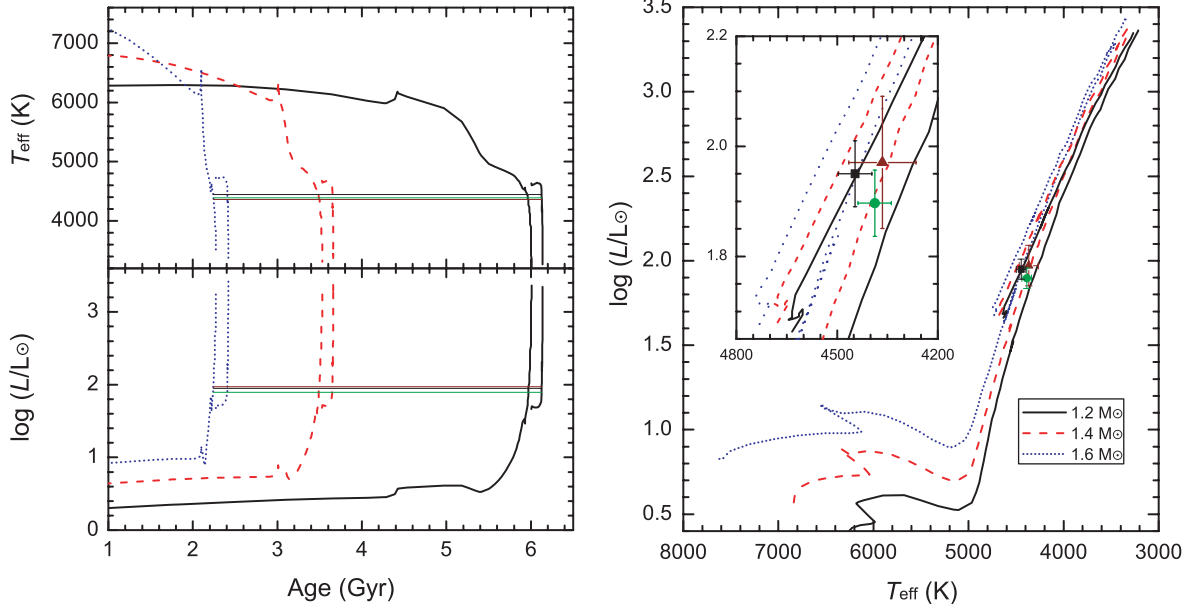 7000
6000
5000
4000
Teff (K)
3
2
1
0
log (L/L⊙)
1 2 3 4 5 6
Age (Gyr)
3.5
3.0
2.5
2.0
1.5
1.0
0.5
log (L/L⊙)
2.2
2.0
1.8
4800 4500 4200
1.2 M⊙
1.4 M⊙
1.6 M⊙
8000 7000 6000 5000 4000 3000
Teff (K)